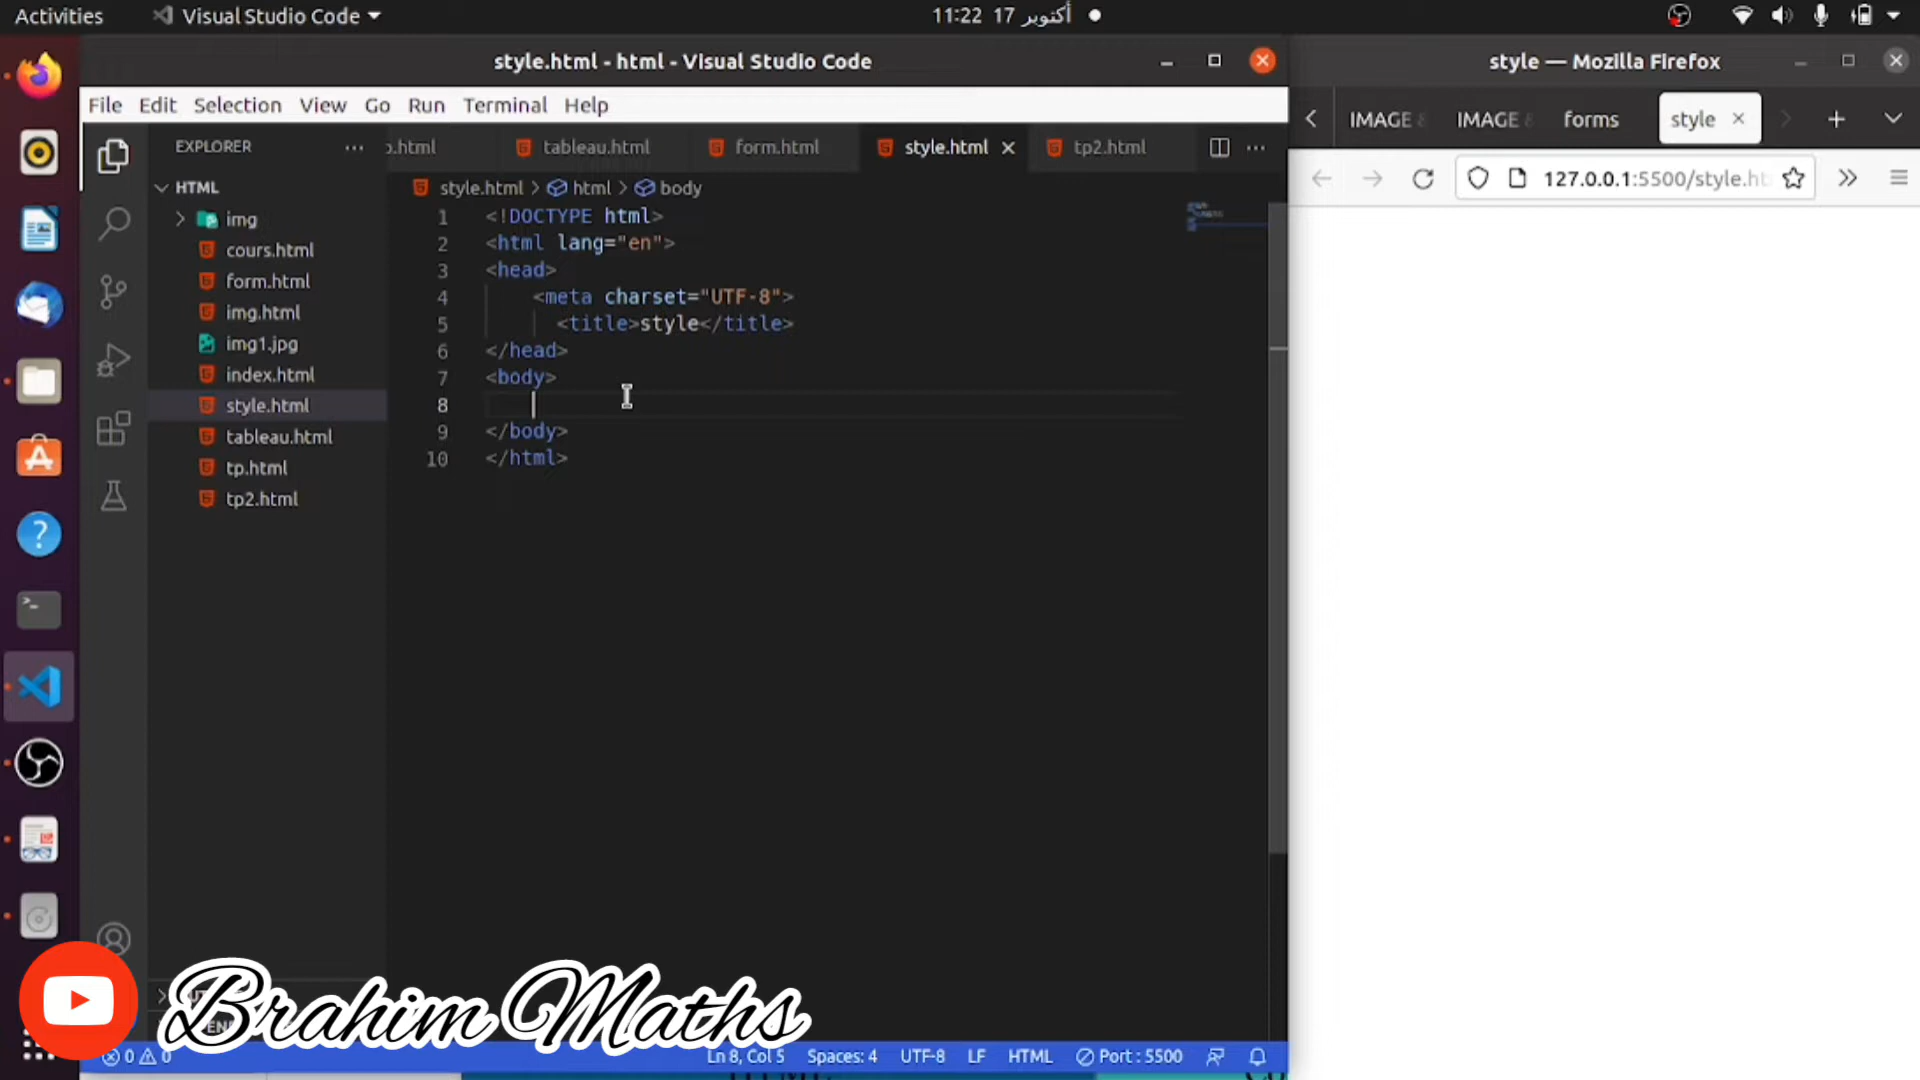 Activities
Visual Studio Code
11:22 17 أكتوبر
style.html - html - Visual Studio Code
style — Mozilla Firefox
File Edit Selection View Go Run Terminal Help
IMAGE IMAGE forms style
EXPLORER
tableau.html form.html style.html tp2.html
127.0.0.1:5500/style.ht
HTML
img
cours.html
form.html
img.html
img1.jpg
index.html
style.html
tableau.html
tp.html
tp2.html
style.html > html > body
1 <!DOCTYPE html>
2 <html lang="en">
3 <head>
4 <meta charset="UTF-8">
5 <title>style</title>
6 </head>
7 <body>
8
9 </body>
10 </html>
Brahim Maths
0 0
Ln 8, Col 5 Spaces: 4 UTF-8 LF HTML Port : 5500